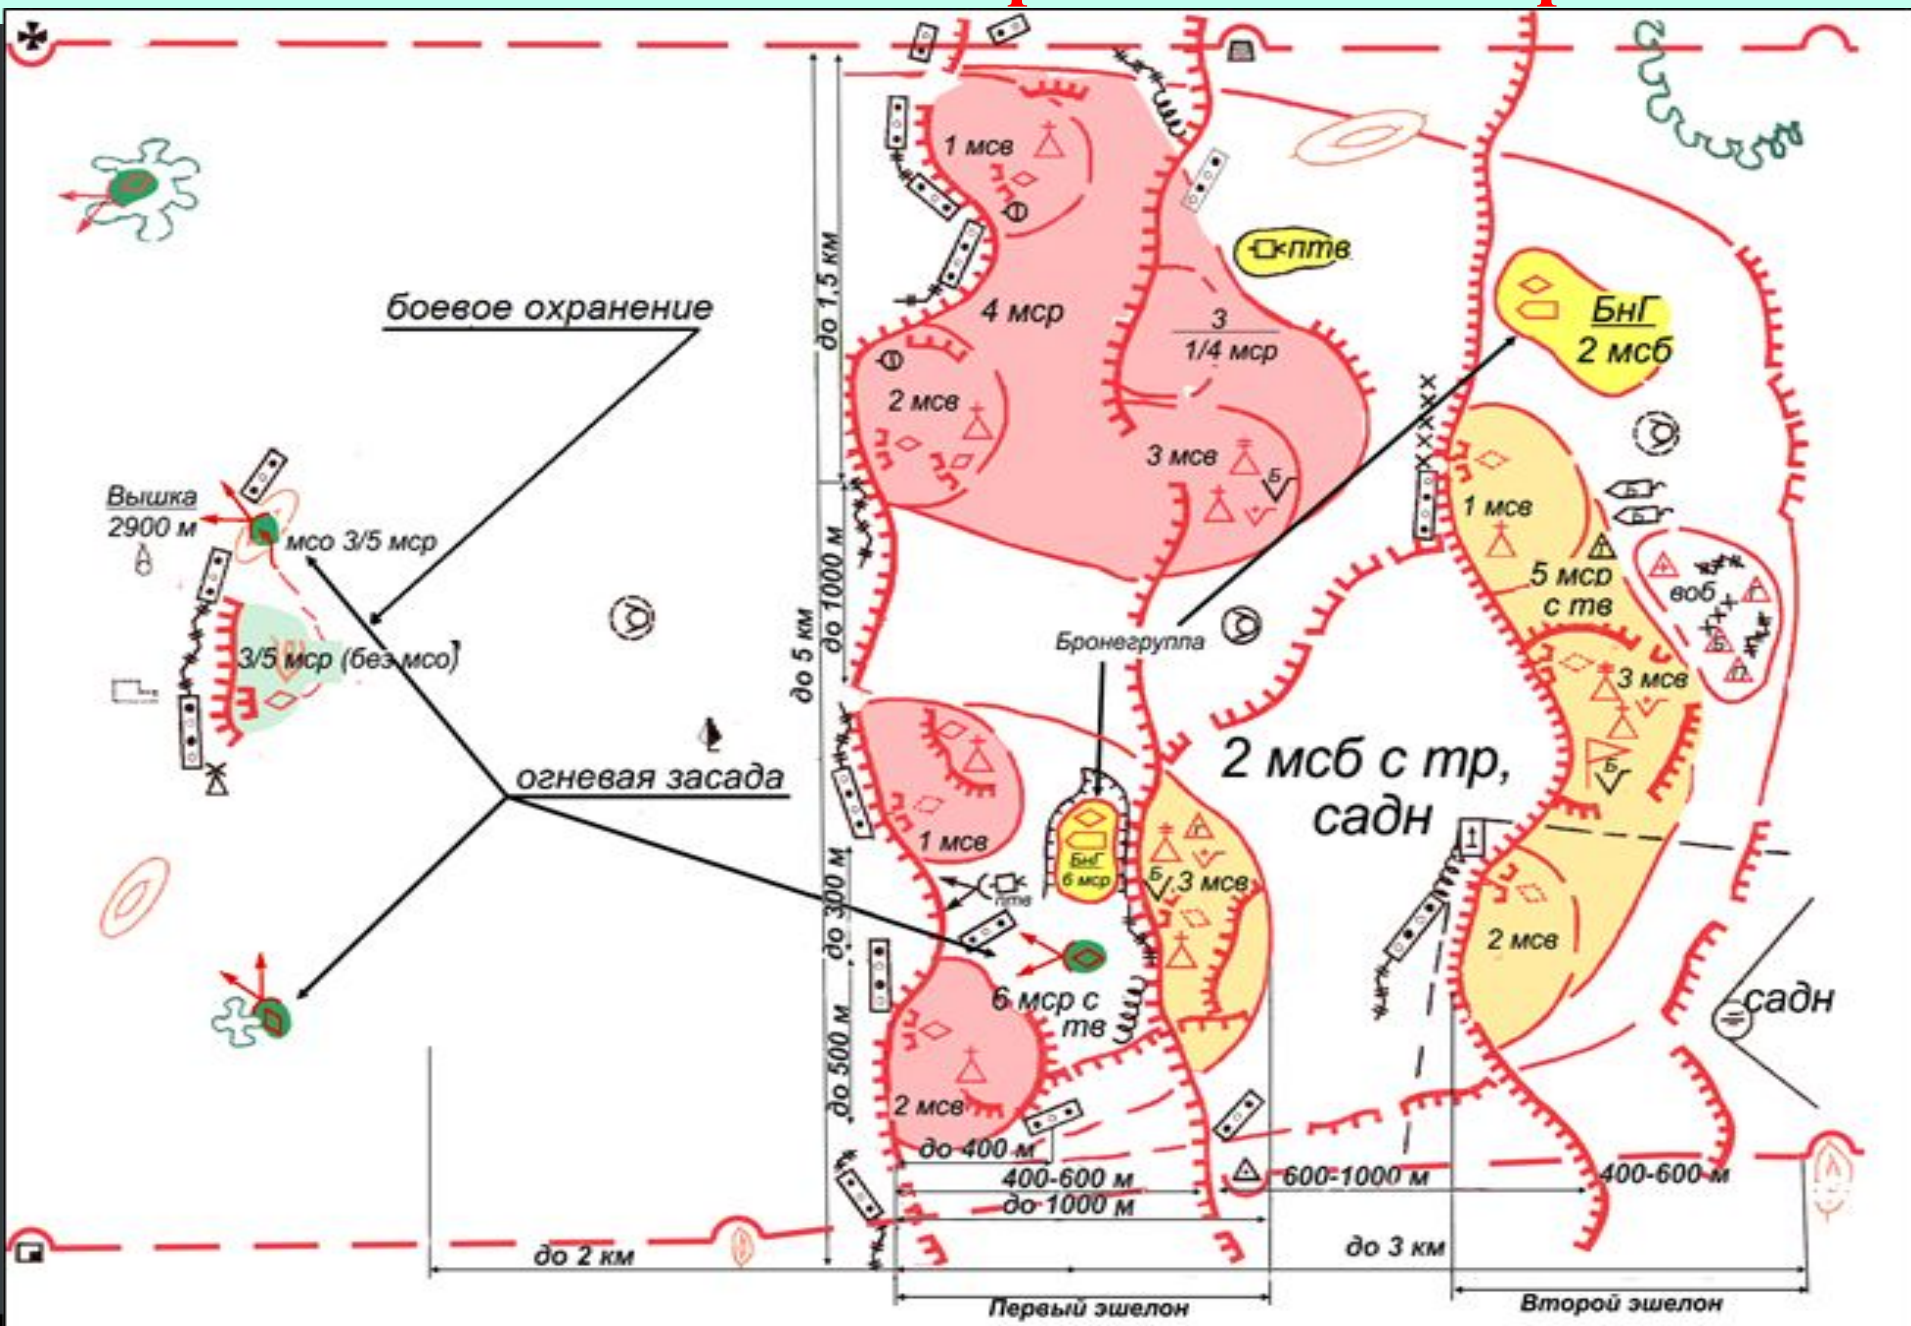 1 мсв
до 1,5 км
птв
4 мср
3
1/4 мср
БнГ
2 мсб
боевое охранение
2 мсв
3 мсв
Б
Вышка
2900 м
мсо 3/5 мср
1 мсв
Б
Б
5 мср
с тв
воб
Б
до 1000 м
до 5 км
3/5 мср (без мсо)
Бронегруппа
3 мсв
Б
2 мсб с тр,
садн
огневая засада
1 мсв
БнГ
6 мср
3 мсв
Б
птв
до 300 м
2 мсв
6 мср с
тв
садн
до 500 м
2 мсв
до 400 м
400-600 м
600-1000 м
400-600 м
до 1000 м
до 2 км
до 3 км
Первый эшелон
Второй эшелон